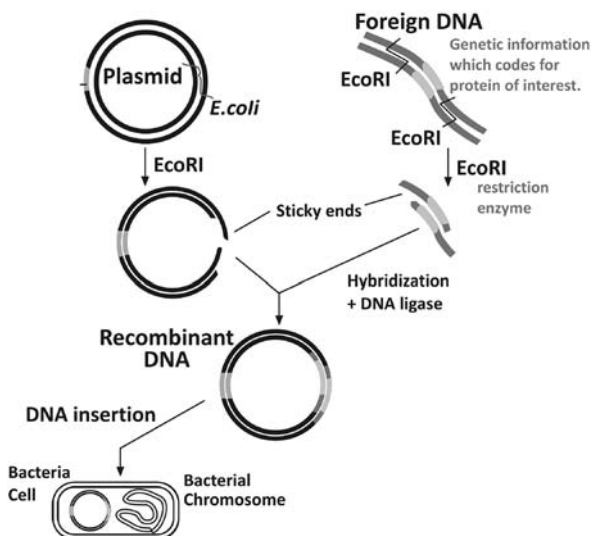 Plasmid
E.coli
EcoRI
Foreign DNA
Genetic information
which codes for
protein of interest.
EcoRI
EcoRI
EcoRI
restriction
enzyme
Sticky ends
Hybridization
+ DNA ligase
Recombinant
DNA
DNA insertion
Bacteria
Cell
Bacterial
Chromosome